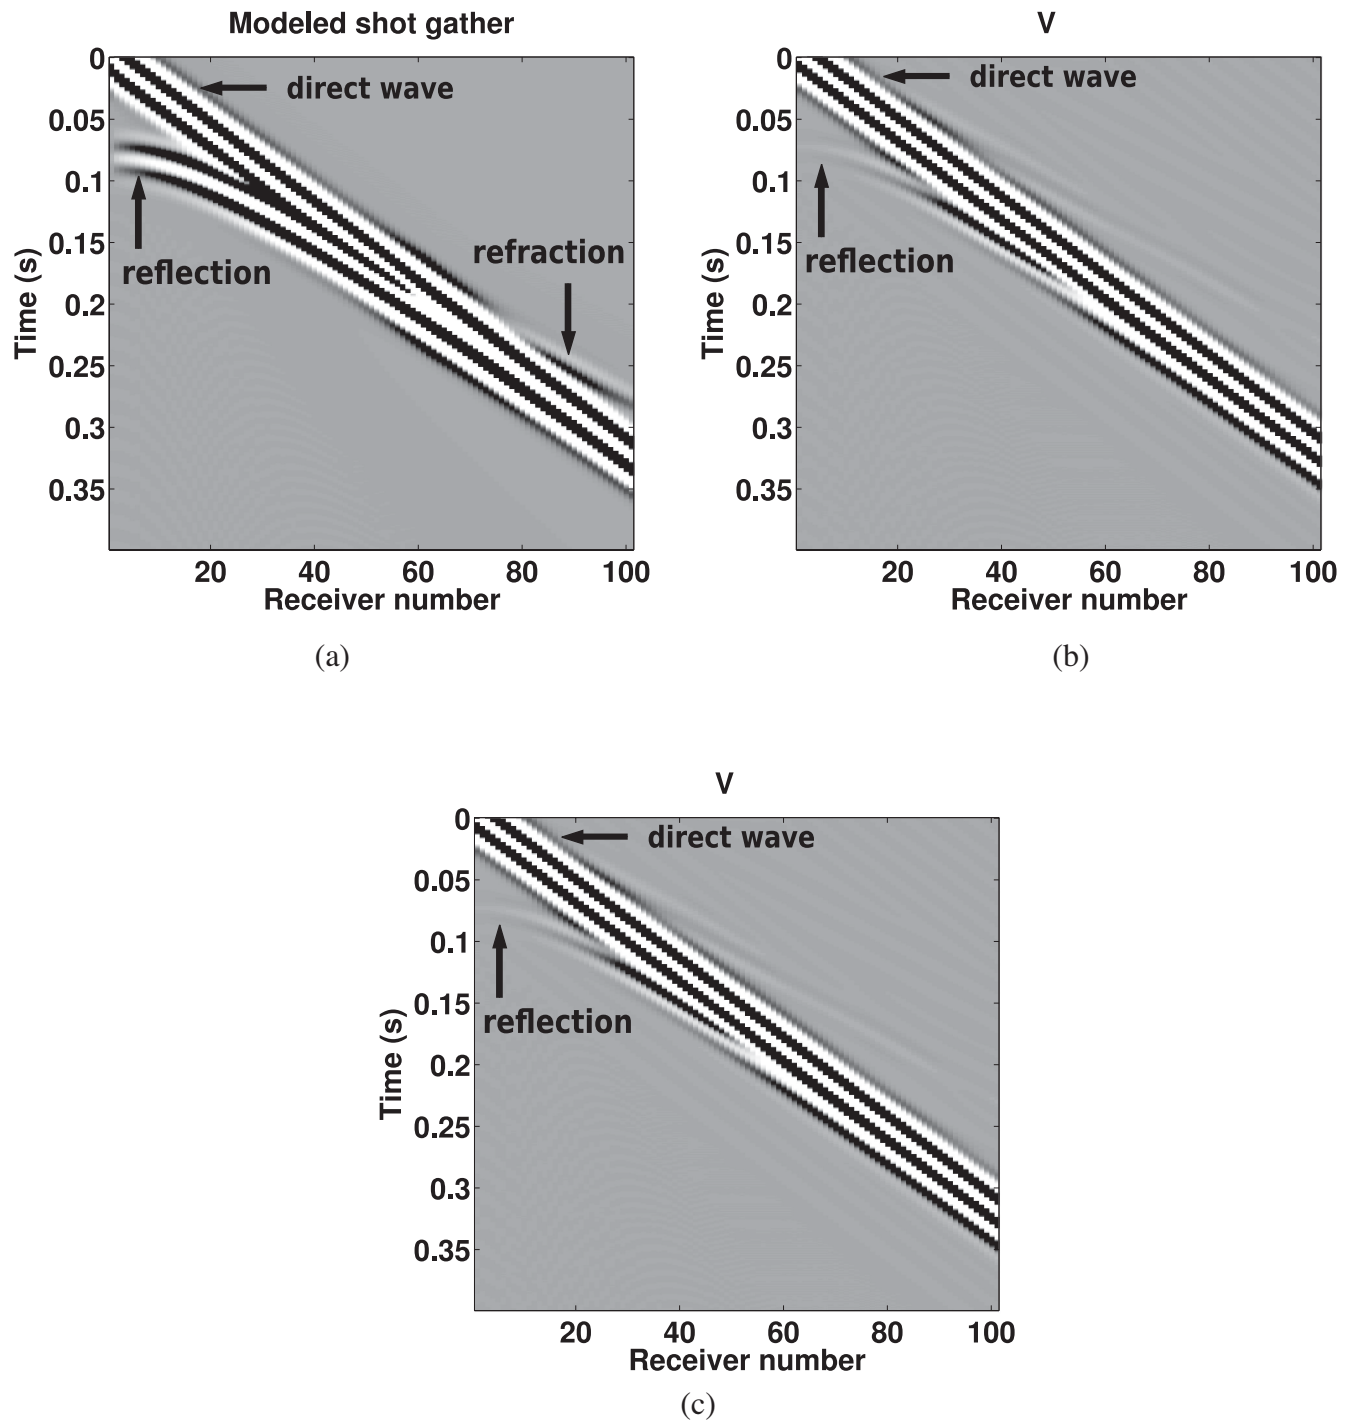 Modeled shot gather
0
0.05
0.1
0.15
0.2
0.25
0.3
0.35
Time (s)
direct wave
reflection
refraction
20 40 60 80 100
Receiver number
(a)
V
0
0.05
0.1
0.15
0.2
0.25
0.3
0.35
Time (s)
direct wave
reflection
20 40 60 80 100
Receiver number
(b)
V
0
0.05
0.1
0.15
0.2
0.25
0.3
0.35
Time (s)
direct wave
reflection
20 40 60 80 100
Receiver number
(c)